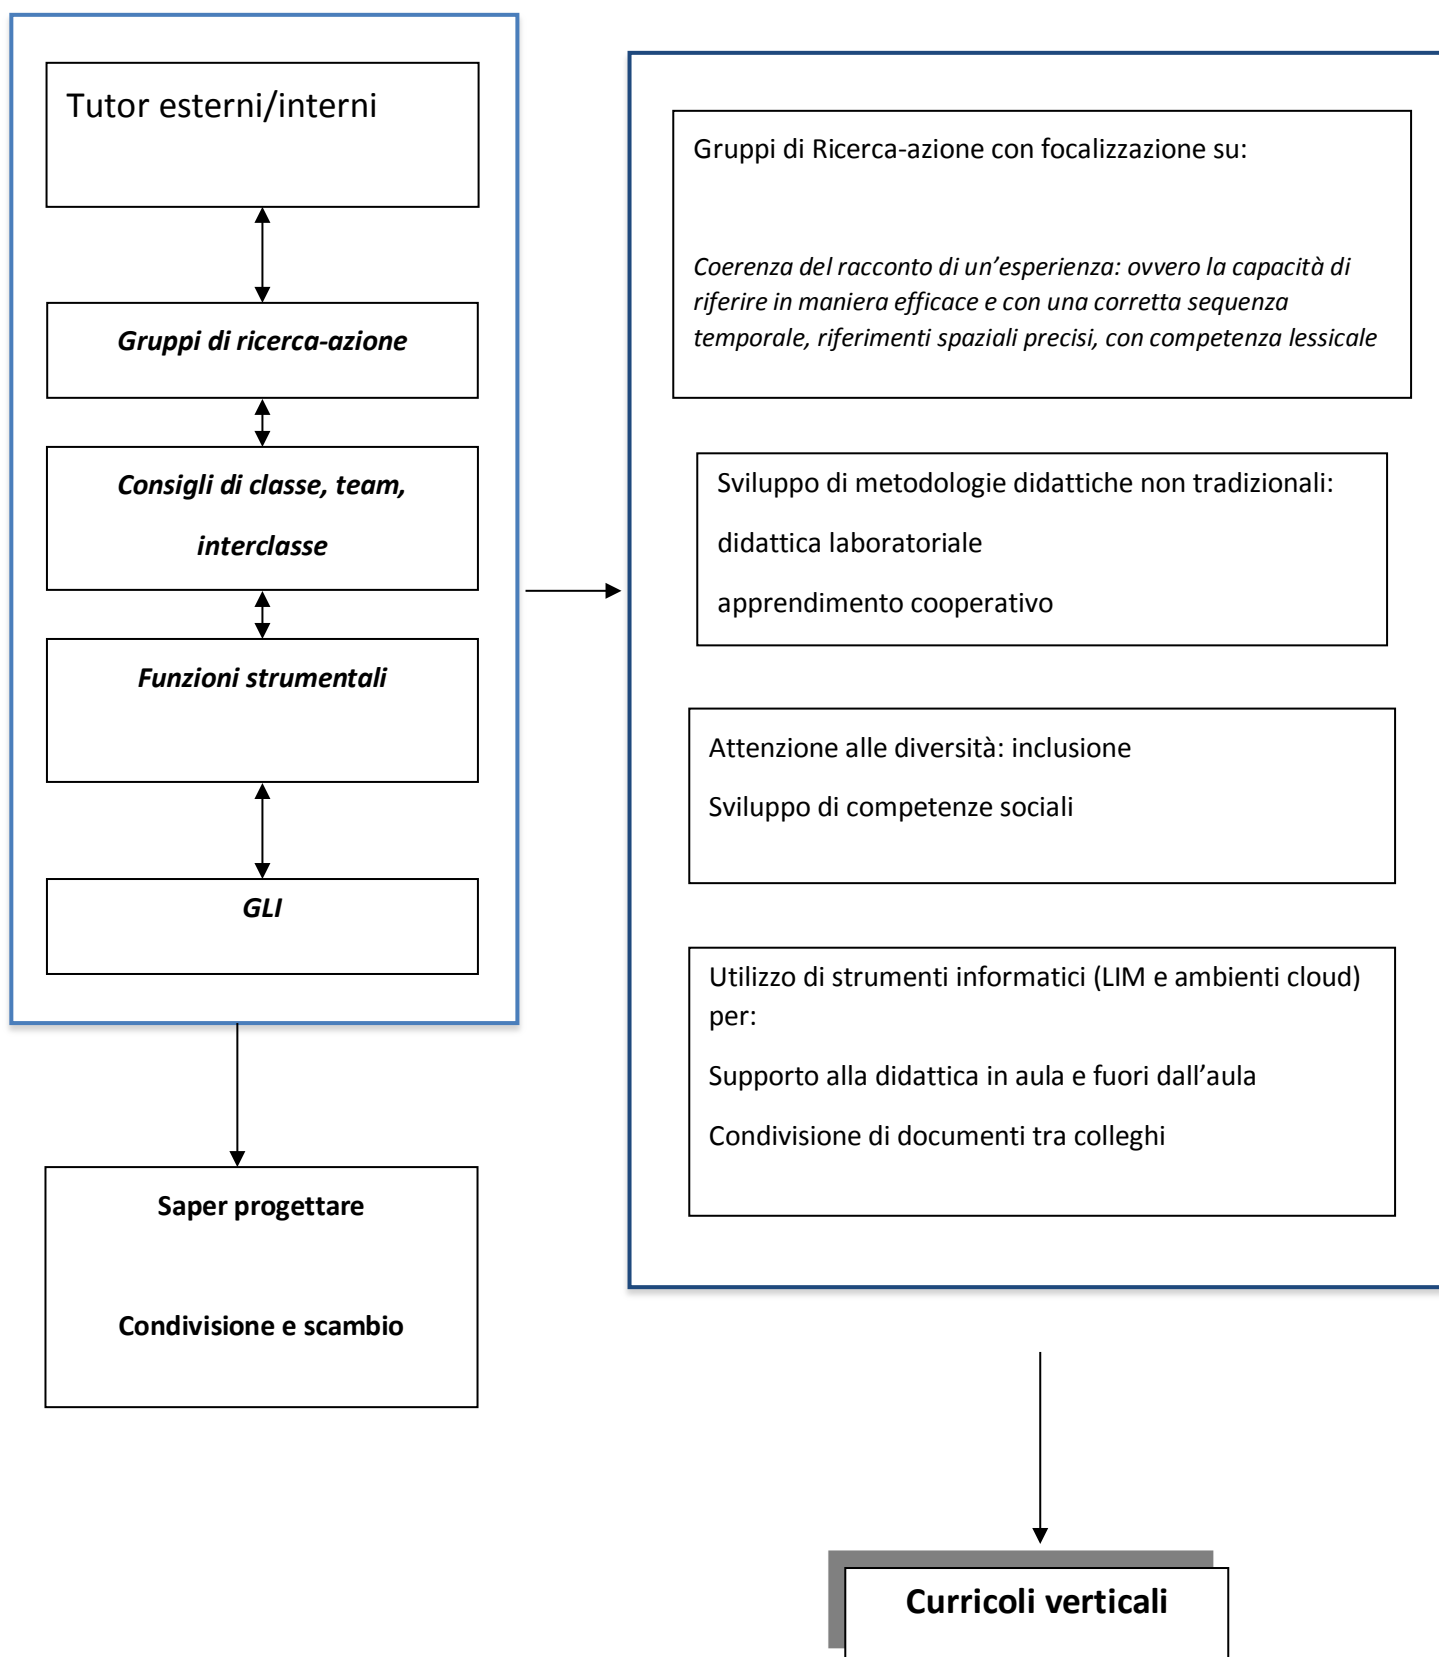 Tutor esterni/interni
Gruppi di ricerca-azione
Consigli di classe, team,
interclasse
Funzioni strumentali
GLI
Saper progettare
Condivisione e scambio
Gruppi di Ricerca-azione con focalizzazione su:
Coerenza del racconto di un’esperienza: ovvero la capacità di
riferire in maniera efficace e con una corretta sequenza
temporale, riferimenti spaziali precisi, con competenza lessicale
Sviluppo di metodologie didattiche non tradizionali:
didattica laboratoriale
apprendimento cooperativo
Attenzione alle diversità: inclusione
Sviluppo di competenze sociali
Utilizzo di strumenti informatici (LIM e ambienti cloud)
per:
Supporto alla didattica in aula e fuori dall’aula
Condivisione di documenti tra colleghi
Curricoli verticali